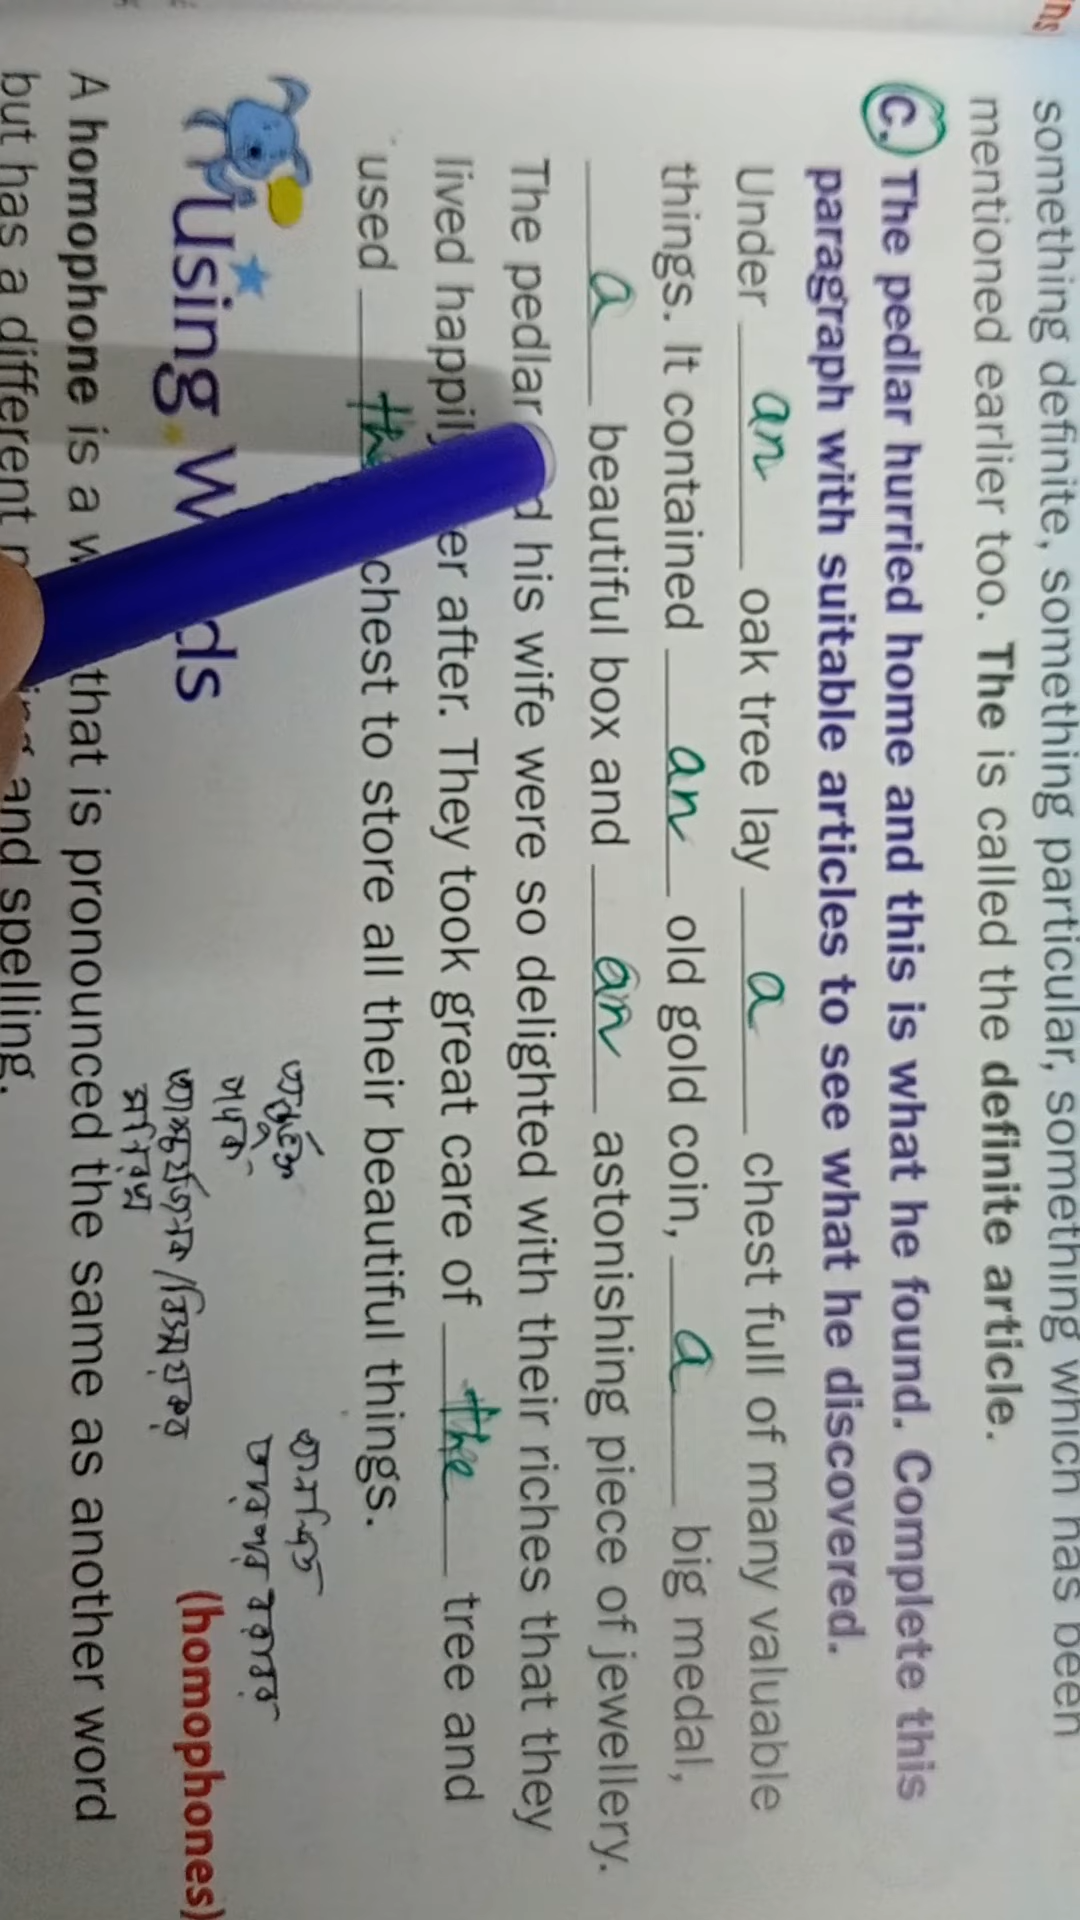 ns
something definite, something particular, something which has been
mentioned earlier too. The is called the definite article.
C. The pedlar hurried home and this is what he found. Complete this
paragraph with suitable articles to see what he discovered.
Under an oak tree lay a chest full of many valuable
things. It contained an old gold coin, a big medal,
a beautiful box and an astonishing piece of jewellery.
The pedlar his wife were so delighted with their riches that they
lived after. They took great care of the tree and
used chest to store all their beautiful things.
Using
(homophones)
A homophone is a that is pronounced the same as another word
but has a different and spelling.